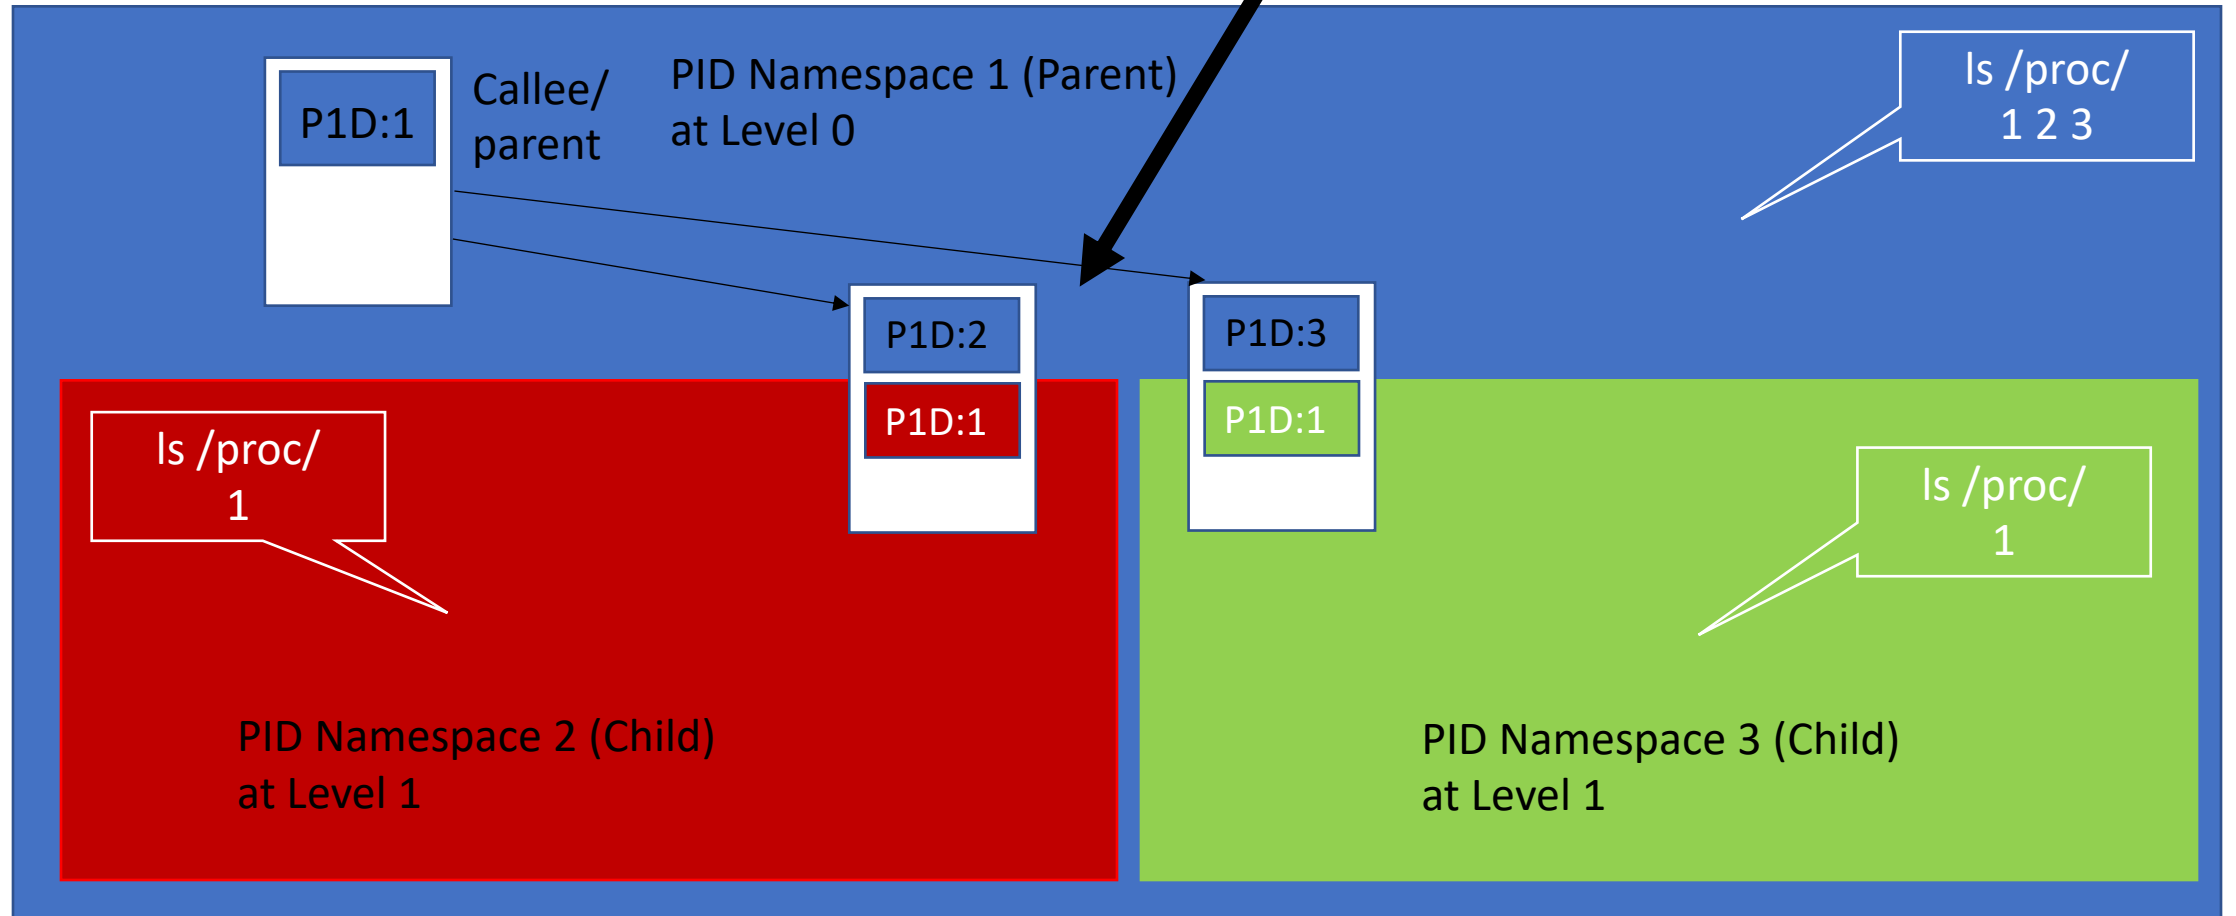 P1D:1
Callee/
parent
PID Namespace 1 (Parent)
at Level 0
ls /proc/
1 2 3
P1D:2
P1D:1
P1D:3
P1D:1
ls /proc/
1
ls /proc/
1
PID Namespace 2 (Child)
at Level 1
PID Namespace 3 (Child)
at Level 1